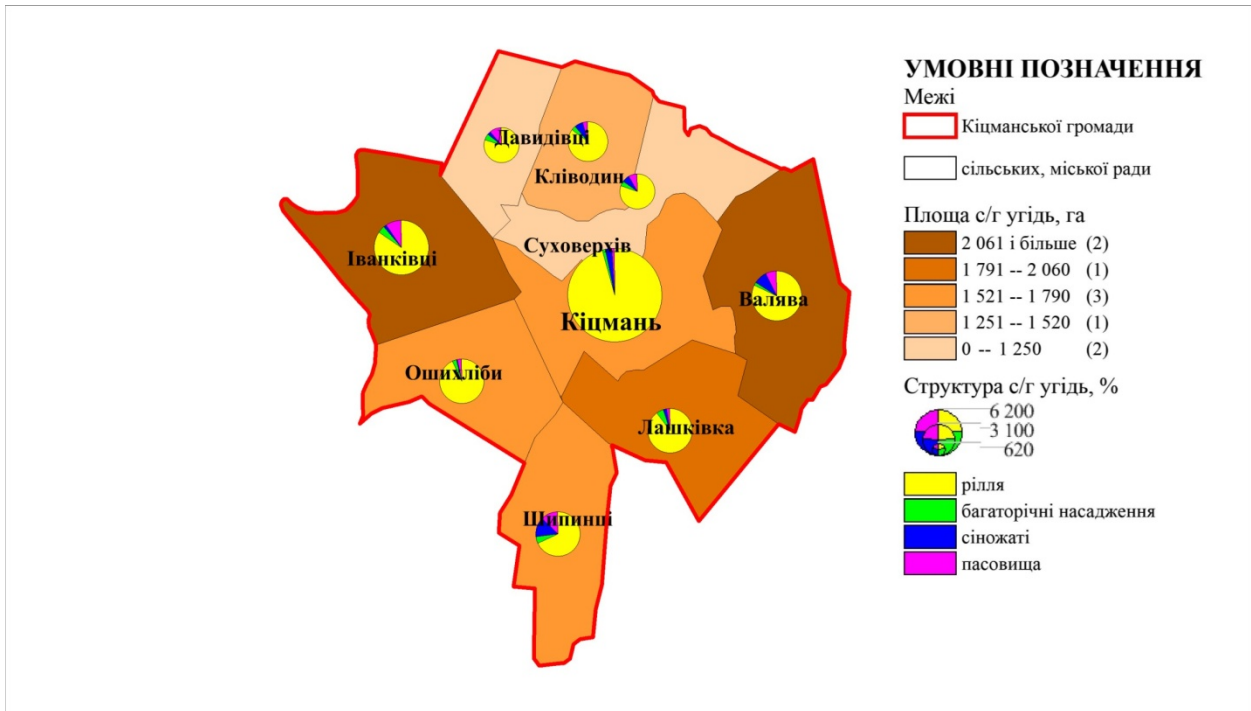 УМОВНІ ПОЗНАЧЕННЯ
Межі
Кіцманської громади
сільських, міської ради
Площа с/г угідь, га
2 061 і більше (2)
1 791 -- 2 060 (1)
1 521 -- 1 790 (3)
1 251 -- 1 520 (1)
0 -- 1 250 (2)
Структура с/г угідь, %
6 200
3 100
620
рілля
багаторічні насадження
сіножаті
пасовища
Давидівці
Кліводин
Суховерхів
Іванківці
Валява
Кіцмань
Ошихліби
Лашківка
Шипинці